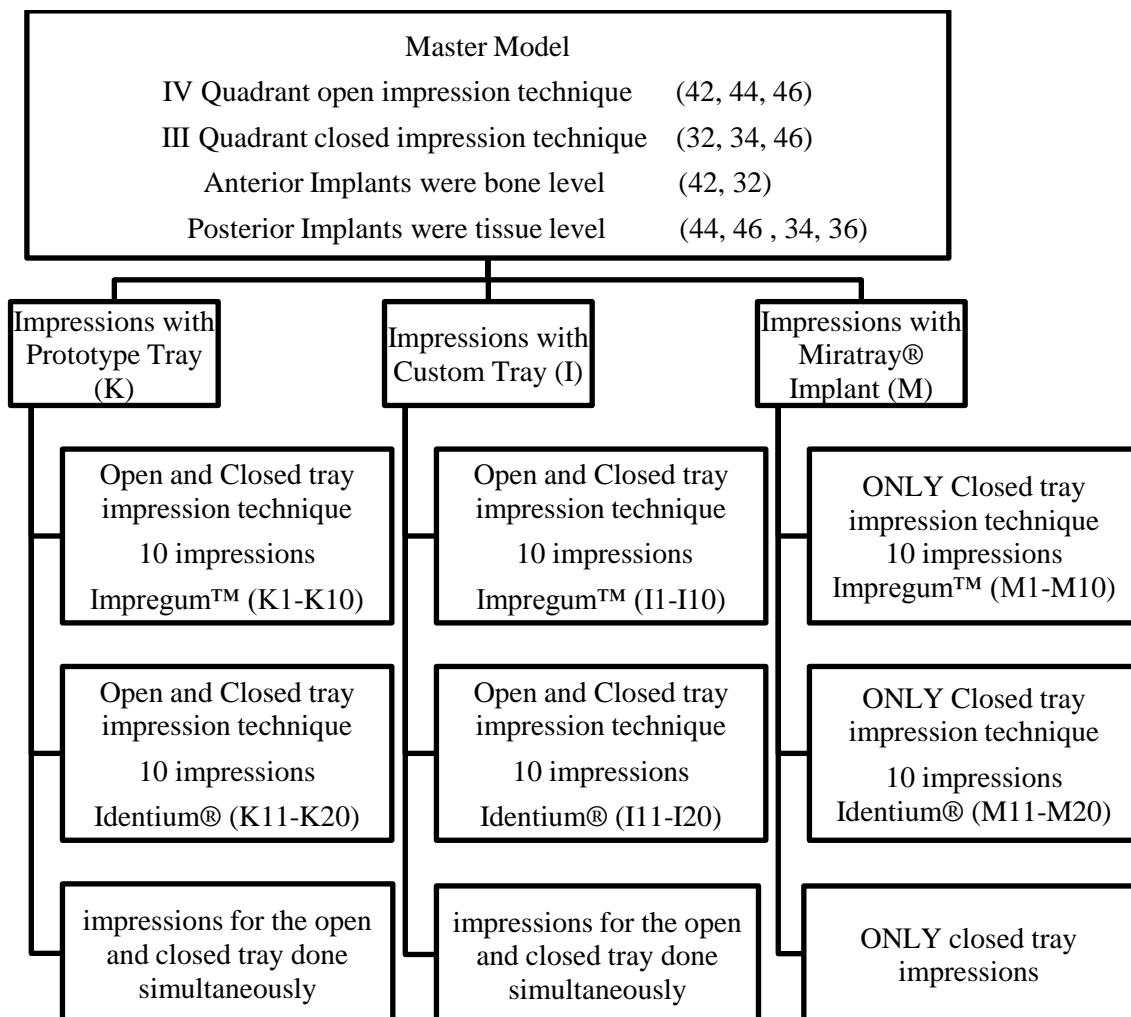 Master Model
IV Quadrant open impression technique (42, 44, 46)
III Quadrant closed impression technique (32, 34, 46)
Anterior Implants were bone level (42, 32)
Posterior Implants were tissue level (44, 46 , 34, 36)
Impressions with
Prototype Tray
(K)
Impressions with
Custom Tray (I)
Impressions with
Miratray®
Implant (M)
Open and Closed tray
impression technique
10 impressions
Impregum™ (K1-K10)
Open and Closed tray
impression technique
10 impressions
Impregum™ (I1-I10)
ONLY Closed tray
impression technique
10 impressions
Impregum™ (M1-M10)
Open and Closed tray
impression technique
10 impressions
Identium® (K11-K20)
Open and Closed tray
impression technique
10 impressions
Identium® (I11-I20)
ONLY Closed tray
impression technique
10 impressions
Identium® (M11-M20)
impressions for the open
and closed tray done
simultaneously
impressions for the open
and closed tray done
simultaneously
ONLY closed tray
impressions